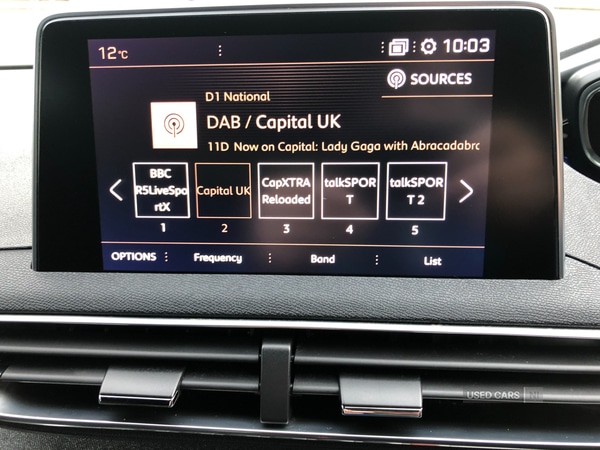 12°C
10:03
SOURCES
D1 National
DAB / Capital UK
11D Now on Capital: Lady Gaga with Abracadabra
BBC
R5LiveSpo
rtX
Capital UK
CapXTRA
Reloaded
talkSPOR
T
talkSPOR
T 2
1 2 3 4 5
OPTIONS Frequency Band List
USED CARS NI